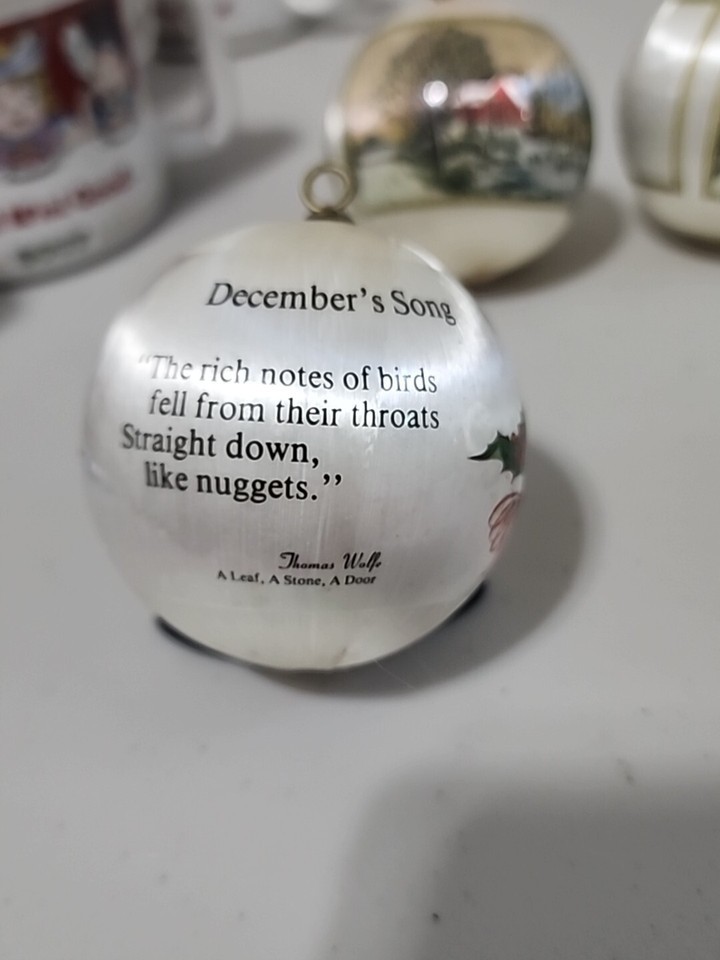 December's Song
"The rich notes of birds
fell from their throats
Straight down,
like nuggets."
Thomas Wolfe
A Leaf, A Stone, A Door